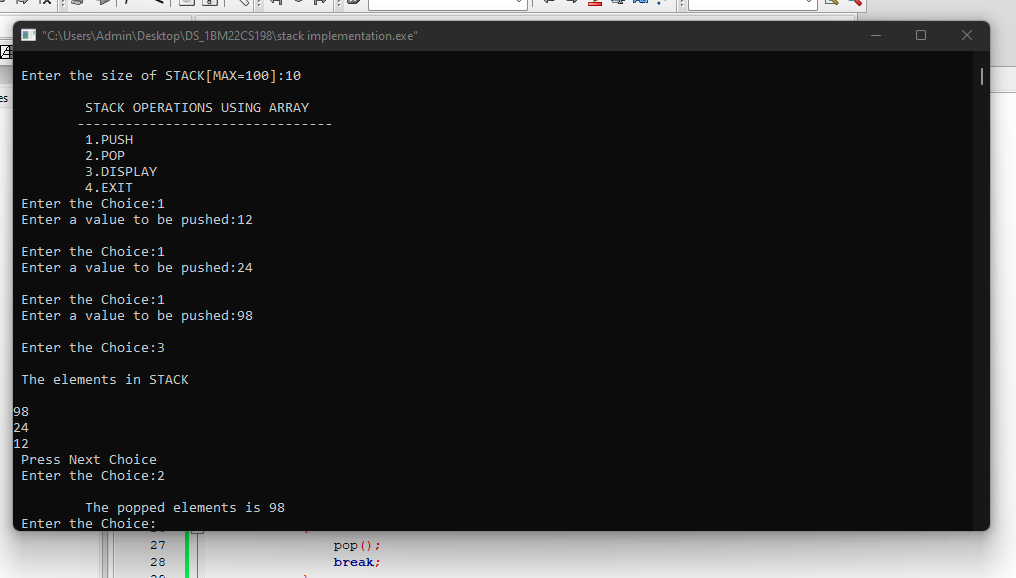 "C:\Users\Admin\Desktop\DS_1BM22CS198\stack implementation.exe"
es
Enter the size of STACK[MAX=100]:10
STACK OPERATIONS USING ARRAY
--------------------------------
1.PUSH
2.POP
3.DISPLAY
4.EXIT
Enter the Choice:1
Enter a value to be pushed:12
Enter the Choice:1
Enter a value to be pushed:24
Enter the Choice:1
Enter a value to be pushed:98
Enter the Choice:3
The elements in STACK
98
24
12
Press Next Choice
Enter the Choice:2
The popped elements is 98
Enter the Choice:
27 pop();
28 break;